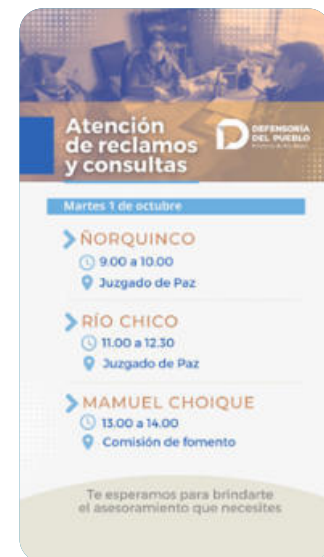 Atención
de reclamos
y consultas
DEFENSORÍA
DEL PUEBLO
Martes 1 de octubre
ÑORQUINCO
9.00 a 10.00
Juzgado de Paz
RÍO CHICO
11.00 a 12.30
Juzgado de Paz
MAMUEL CHOIQUE
13.00 a 14.00
Comisión de fomento
Te esperamos para brindarte
el asesoramiento que necesites